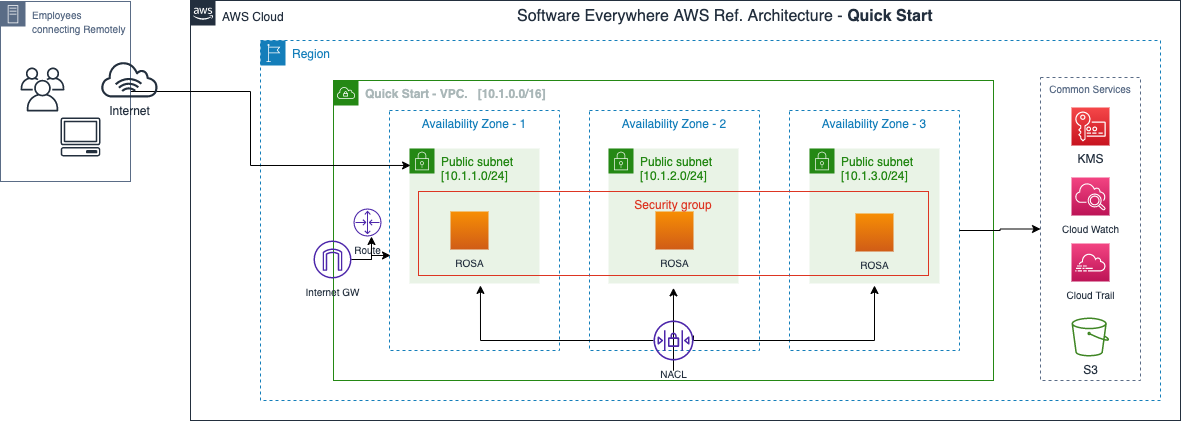 Employees
connecting Remotely
Internet
aws
AWS Cloud
Software Everywhere AWS Ref. Architecture - Quick Start
Region
Quick Start - VPC. [10.1.0.0/16]
Availability Zone - 1
Availability Zone - 2
Availability Zone - 3
Public subnet
[10.1.1.0/24]
Public subnet
[10.1.2.0/24]
Public subnet
[10.1.3.0/24]
Security group
ROSA
ROSA
ROSA
Route
Internet GW
NACL
Common Services
KMS
Cloud Watch
Cloud Trail
S3